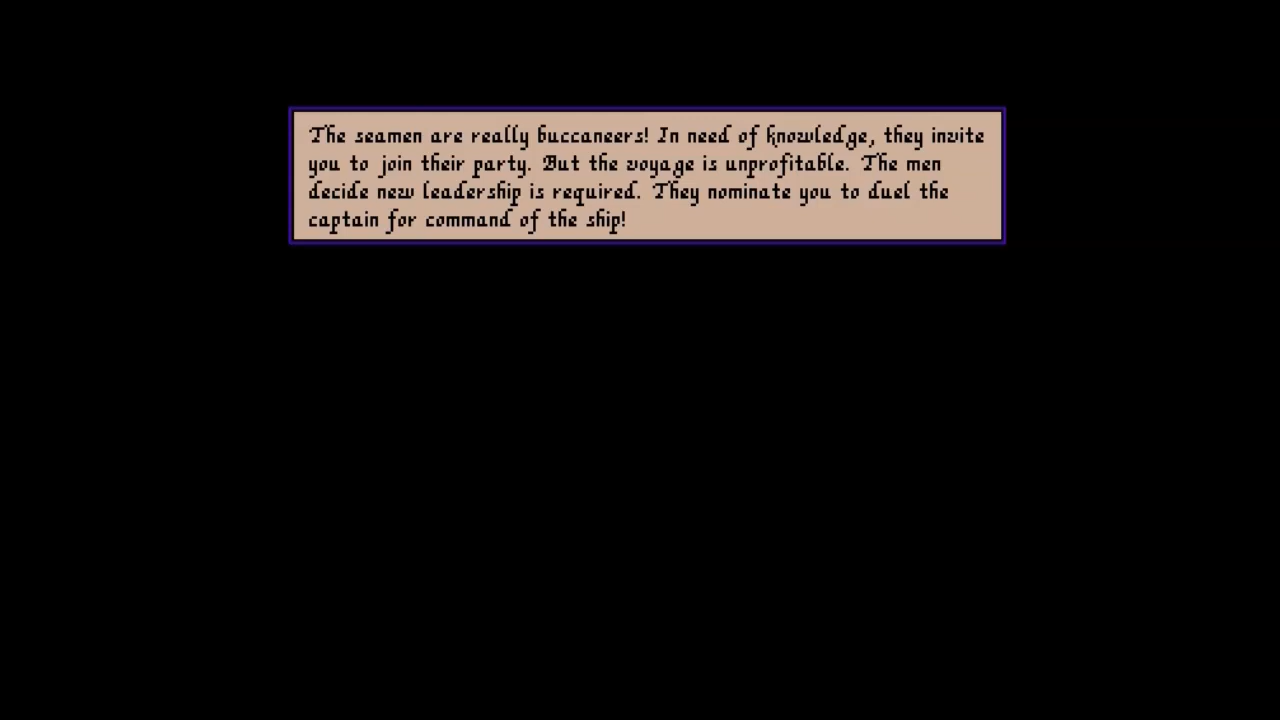 The seamen are really buccaneers! In need of knowledge, they invite
you to join their party. But the voyage is unprofitable. The men
decide new leadership is required. They nominate you to duel the
captain for command of the ship!